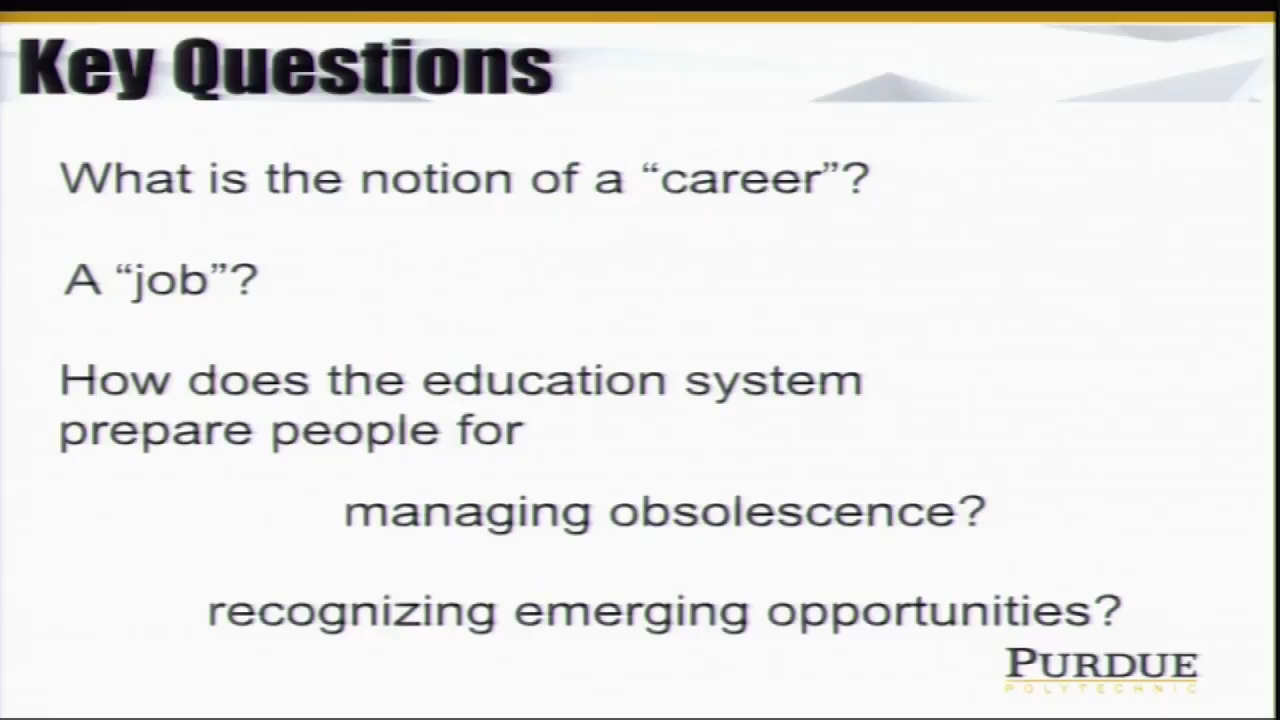 Key Questions
What is the notion of a “career”?
A “job”?
How does the education system
prepare people for
managing obsolescence?
recognizing emerging opportunities?
PURDUE
POLYTECHNIC